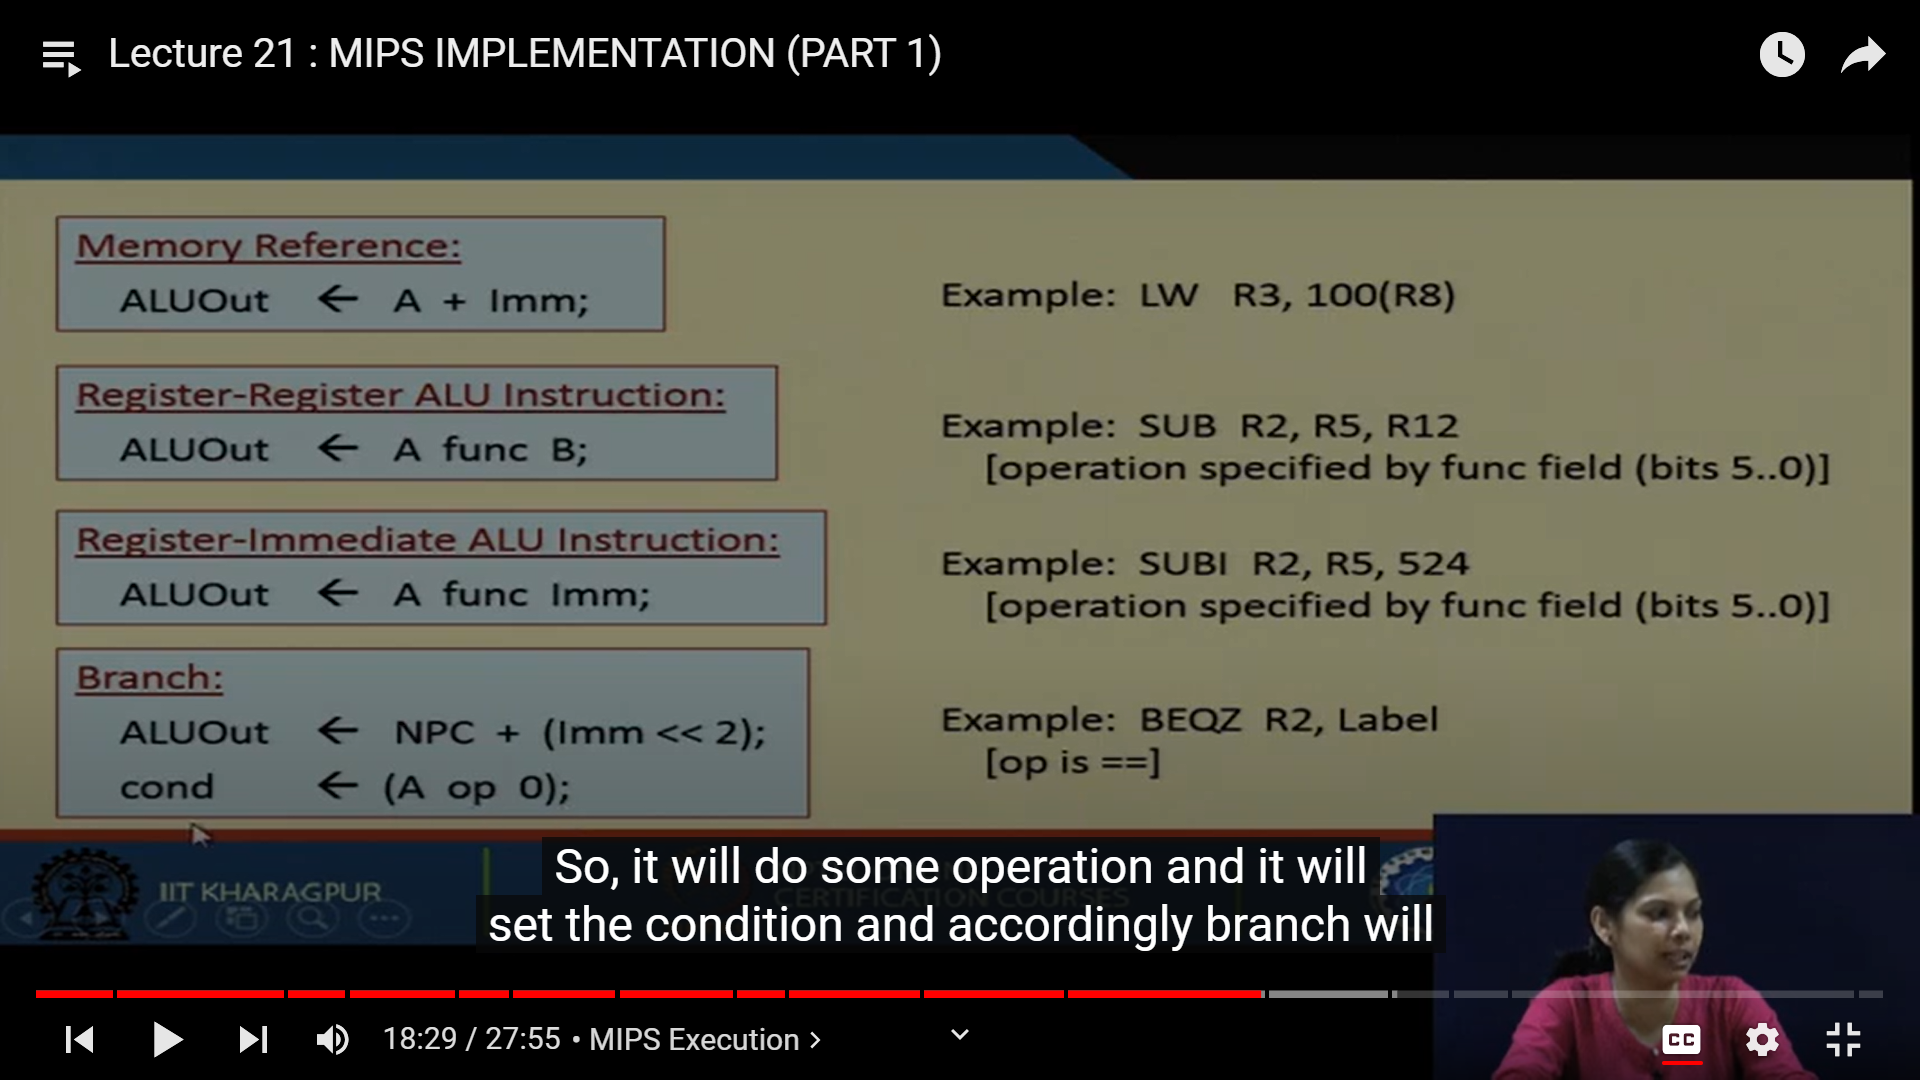 Lecture 21 : MIPS IMPLEMENTATION (PART 1)
Memory Reference:
ALUOut ← A + Imm;
Example: LW R3, 100(R8)
Register-Register ALU Instruction:
ALUOut ← A func B;
Example: SUB R2, R5, R12
[operation specified by func field (bits 5..0)]
Register-Immediate ALU Instruction:
ALUOut ← A func Imm;
Example: SUBI R2, R5, 524
[operation specified by func field (bits 5..0)]
Branch:
ALUOut ← NPC + (Imm << 2);
cond ← (A op 0);
Example: BEQZ R2, Label
[op is ==]
IIT KHARAGPUR
CERTIFICATION COURSES
So, it will do some operation and it will
set the condition and accordingly branch will
18:29 / 27:55 • MIPS Execution >
CC